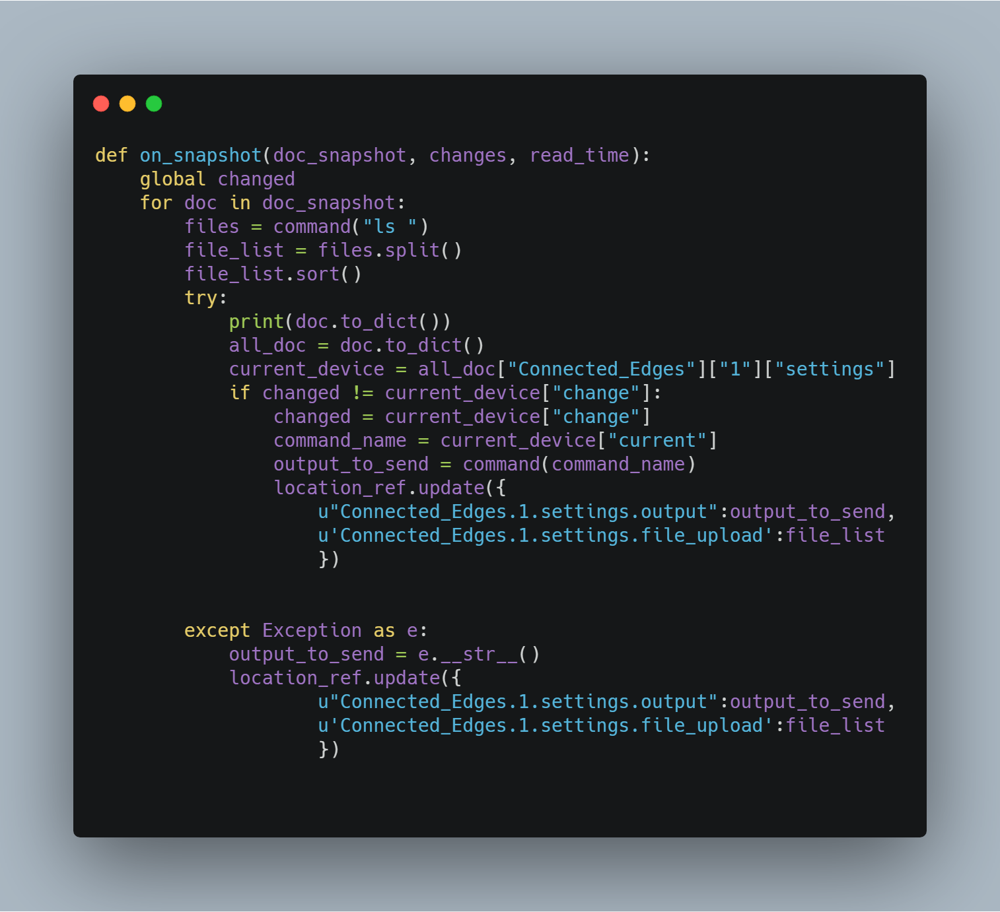 def on_snapshot(doc_snapshot, changes, read_time):
    global changed
    for doc in doc_snapshot:
        files = command("ls ")
        file_list = files.split()
        file_list.sort()
        try:
            print(doc.to_dict())
            all_doc = doc.to_dict()
            current_device = all_doc["Connected_Edges"]["1"]["settings"]
            if changed != current_device["change"]:
                changed = current_device["change"]
                command_name = current_device["current"]
                output_to_send = command(command_name)
                location_ref.update({
                    u"Connected_Edges.1.settings.output":output_to_send,
                    u'Connected_Edges.1.settings.file_upload':file_list
                    })
        except Exception as e:
            output_to_send = e.__str__()
            location_ref.update({
                    u"Connected_Edges.1.settings.output":output_to_send,
                    u'Connected_Edges.1.settings.file_upload':file_list
                    })